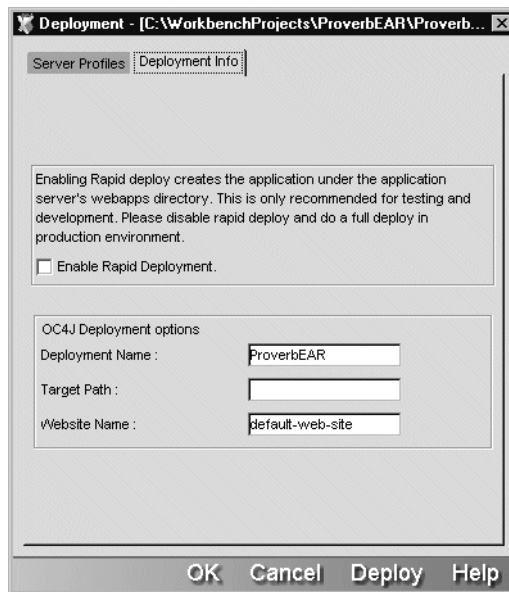 Deployment - [C:\WorkbenchProjects\ProverbEAR\Proverb...
Server Profiles
Deployment Info
Enabling Rapid deploy creates the application under the application
server's webapps directory. This is only recommended for testing and
development. Please disable rapid deploy and do a full deploy in
production environment.
Enable Rapid Deployment.
OC4J Deployment options
Deployment Name : ProverbEAR
Target Path :
Website Name : default-web-site
OK Cancel Deploy Help